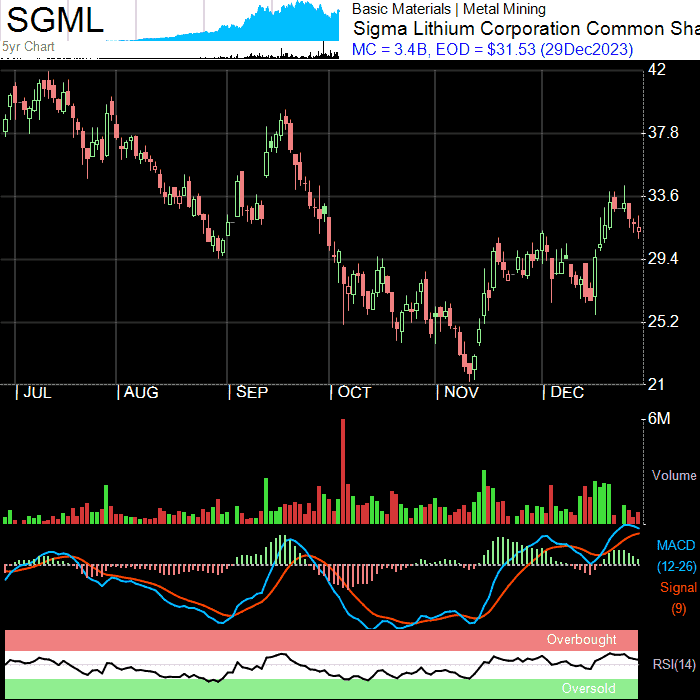 SGML
Basic Materials | Metal Mining
Sigma Lithium Corporation Common Sha
MC = 3.4B, EOD = $31.53 (29Dec2023)
5yr Chart
42
37.8
33.6
29.4
25.2
21
| JUL | AUG | SEP | OCT | NOV | DEC
6M
Volume
MACD
(12-26)
Signal
(9)
Overbought
RSI(14)
Oversold